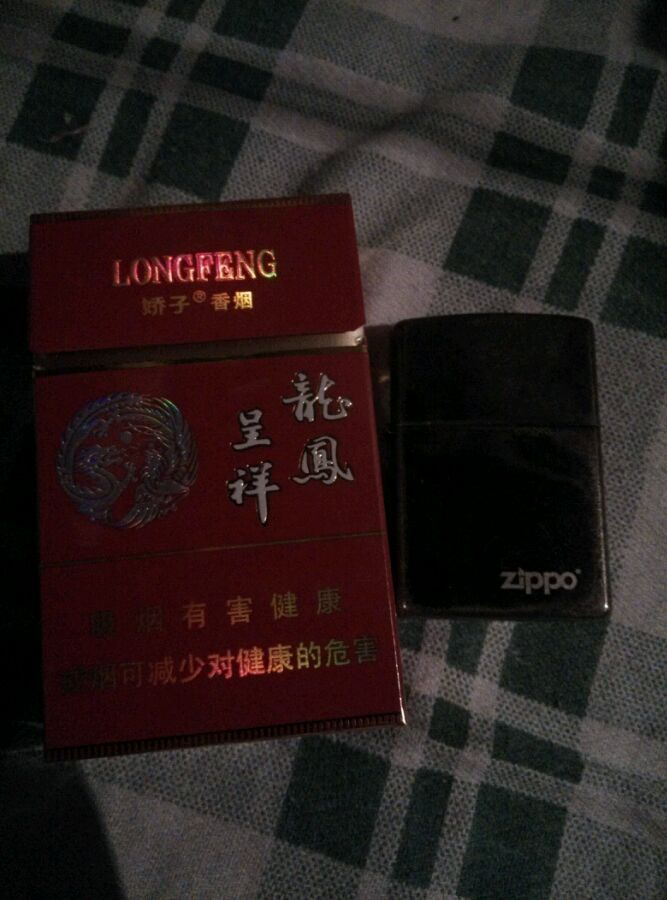 LONGFENG
娇子®香烟
龍鳳
呈祥
吸烟有害健康
戒烟可减少对健康的危害
zippo